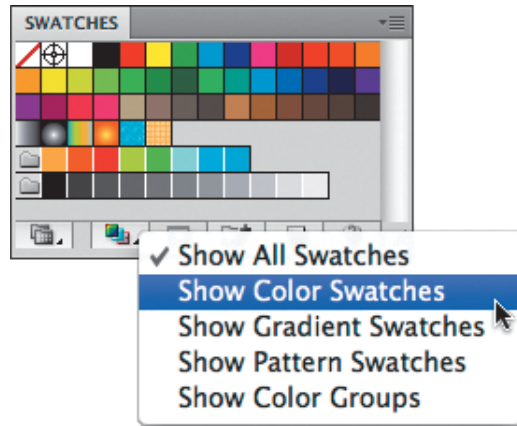 SWATCHES
✓ Show All Swatches
Show Color Swatches
Show Gradient Swatches
Show Pattern Swatches
Show Color Groups